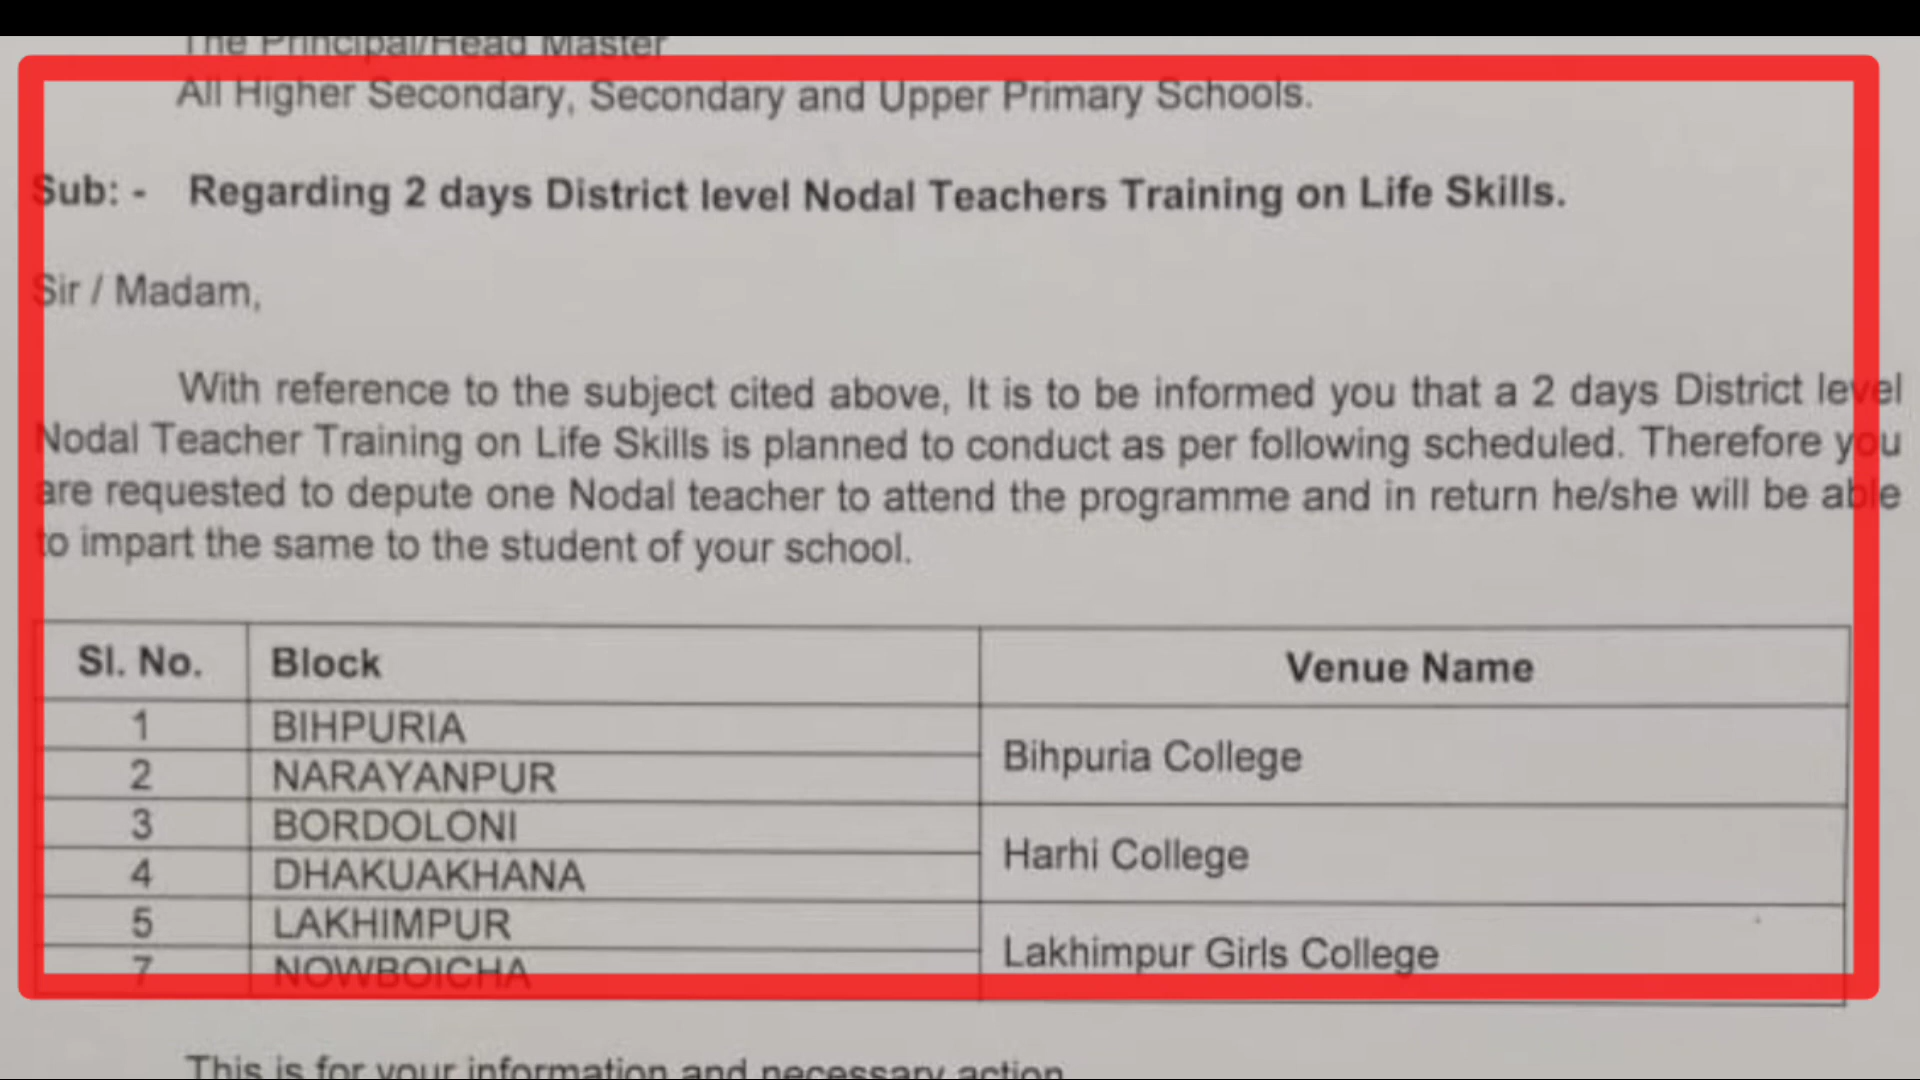 The Principal/Head Master
All Higher Secondary, Secondary and Upper Primary Schools.
Sub: - Regarding 2 days District level Nodal Teachers Training on Life Skills.
Sir / Madam,
With reference to the subject cited above, It is to be informed you that a 2 days District level
Nodal Teacher Training on Life Skills is planned to conduct as per following scheduled. Therefore you
are requested to depute one Nodal teacher to attend the programme and in return he/she will be able
to impart the same to the student of your school.
Sl. No. Block Venue Name
1 BIHPURIA
Bihpuria College
2 NARAYANPUR
3 BORDOLONI
Harhi College
4 DHAKUAKHANA
5 LAKHIMPUR
Lakhimpur Girls College
7 NOWBOICHA
This is for your information and necessary action